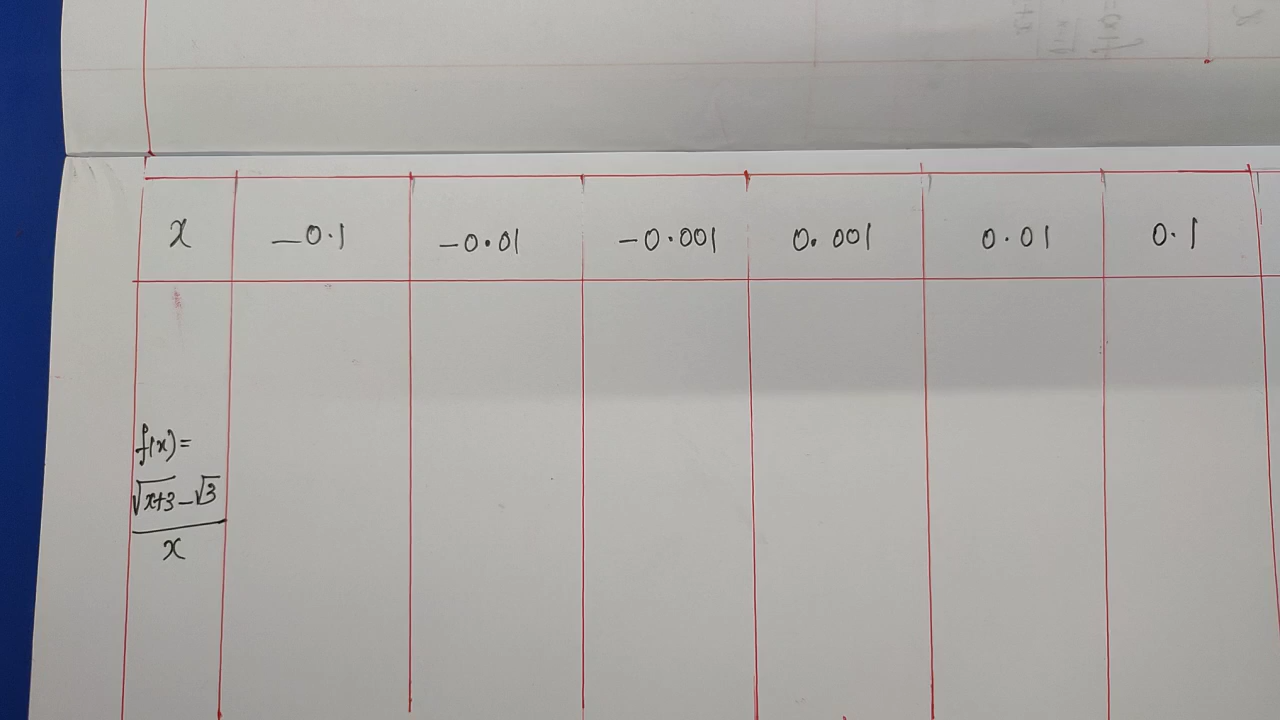 x -0.1 -0.01 -0.001 0.001 0.01 0.1
f(x)=
√x+3 - √3
x